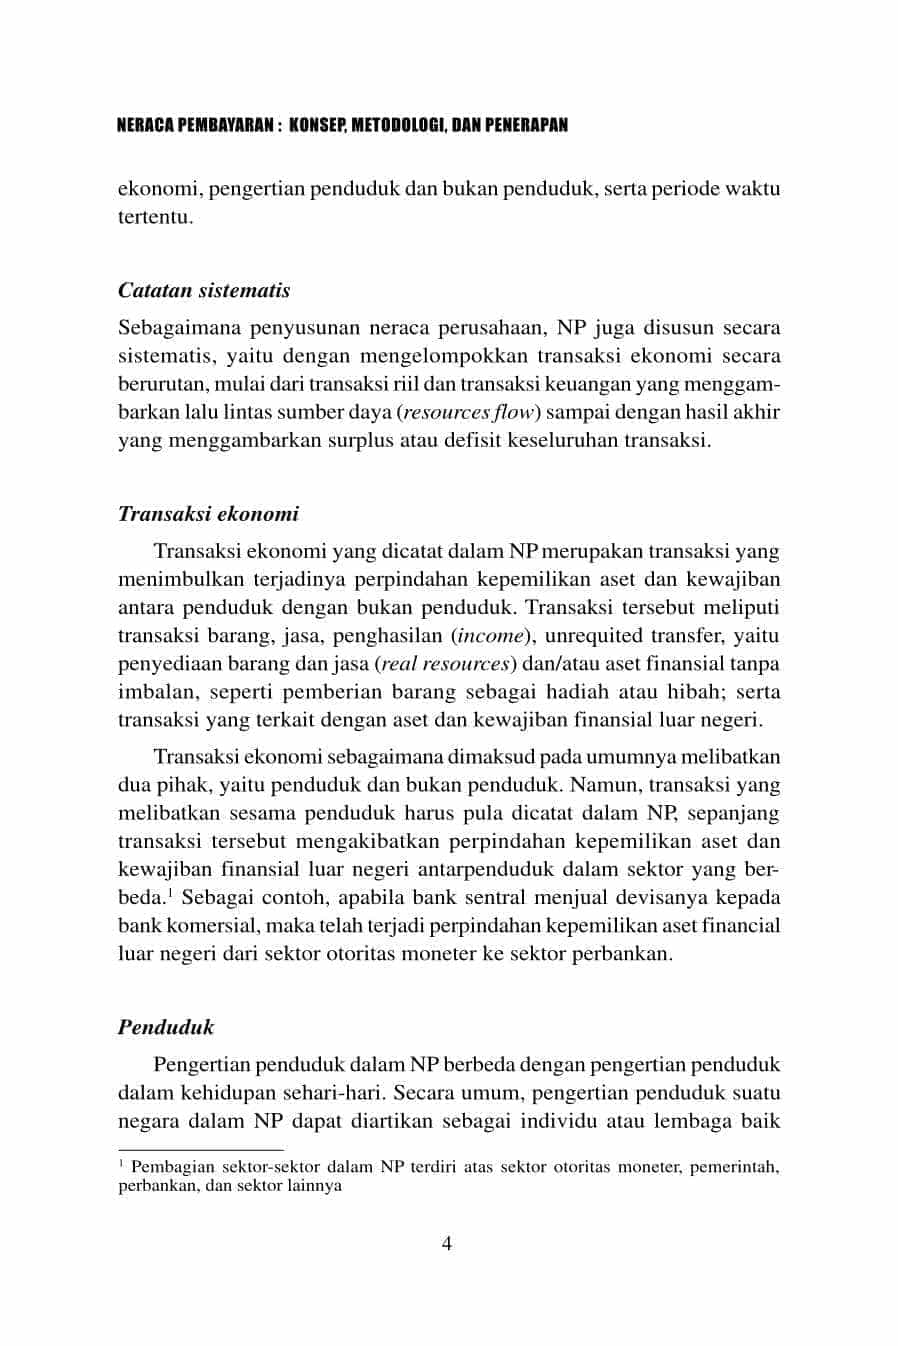 NERACA PEMBAYARAN : KONSEP, METODOLOGI, DAN PENERAPAN
ekonomi, pengertian penduduk dan bukan penduduk, serta periode waktu
tertentu.
Catatan sistematis
Sebagaimana penyusunan neraca perusahaan, NP juga disusun secara
sistematis, yaitu dengan mengelompokkan transaksi ekonomi secara
berurutan, mulai dari transaksi riil dan transaksi keuangan yang menggam-
barkan lalu lintas sumber daya (resources flow) sampai dengan hasil akhir
yang menggambarkan surplus atau defisit keseluruhan transaksi.
Transaksi ekonomi
Transaksi ekonomi yang dicatat dalam NP merupakan transaksi yang
menimbulkan terjadinya perpindahan kepemilikan aset dan kewajiban
antara penduduk dengan bukan penduduk. Transaksi tersebut meliputi
transaksi barang, jasa, penghasilan (income), unrequited transfer, yaitu
penyediaan barang dan jasa (real resources) dan/atau aset finansial tanpa
imbalan, seperti pemberian barang sebagai hadiah atau hibah; serta
transaksi yang terkait dengan aset dan kewajiban finansial luar negeri.
Transaksi ekonomi sebagaimana dimaksud pada umumnya melibatkan
dua pihak, yaitu penduduk dan bukan penduduk. Namun, transaksi yang
melibatkan sesama penduduk harus pula dicatat dalam NP, sepanjang
transaksi tersebut mengakibatkan perpindahan kepemilikan aset dan
kewajiban finansial luar negeri antarpenduduk dalam sektor yang ber-
beda.¹ Sebagai contoh, apabila bank sentral menjual devisanya kepada
bank komersial, maka telah terjadi perpindahan kepemilikan aset financial
luar negeri dari sektor otoritas moneter ke sektor perbankan.
Penduduk
Pengertian penduduk dalam NP berbeda dengan pengertian penduduk
dalam kehidupan sehari-hari. Secara umum, pengertian penduduk suatu
negara dalam NP dapat diartikan sebagai individu atau lembaga baik
¹ Pembagian sektor-sektor dalam NP terdiri atas sektor otoritas moneter, pemerintah,
perbankan, dan sektor lainnya
4